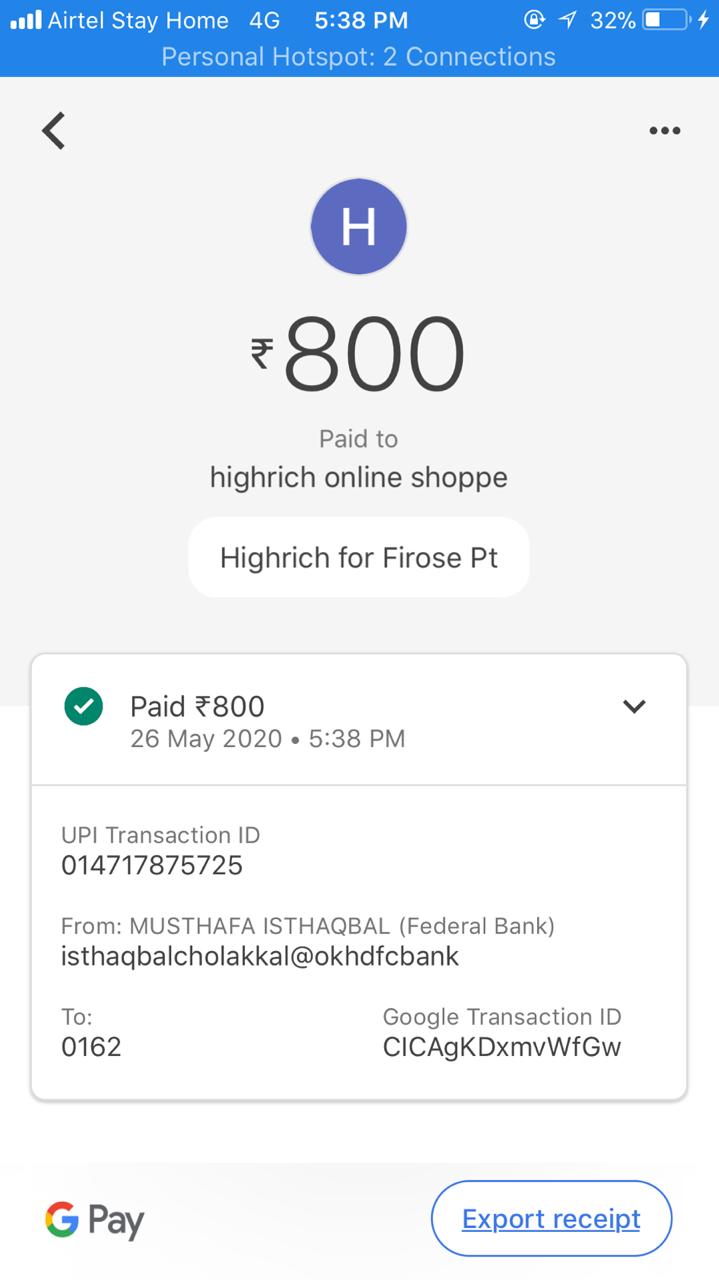 Airtel Stay Home 4G 5:38 PM 32%
Personal Hotspot: 2 Connections
H
₹800
Paid to
highrich online shoppe
Highrich for Firose Pt
Paid ₹800
26 May 2020 • 5:38 PM
UPI Transaction ID
014717875725
From: MUSTHAFA ISTHAQBAL (Federal Bank)
isthaqbalcholakkal@okhdfcbank
To: Google Transaction ID
0162 CICAgKDxmvWfGw
G Pay Export receipt